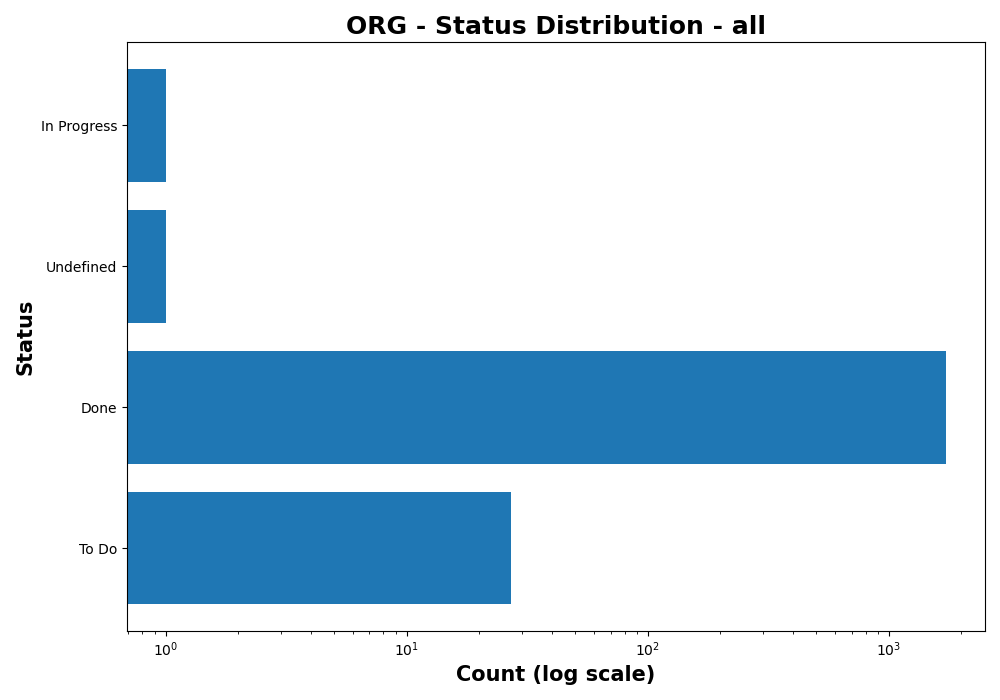 ORG - Status Distribution - all
In Progress
Undefined
Done
To Do
Status
10⁰ 10¹ 10² 10³
Count (log scale)